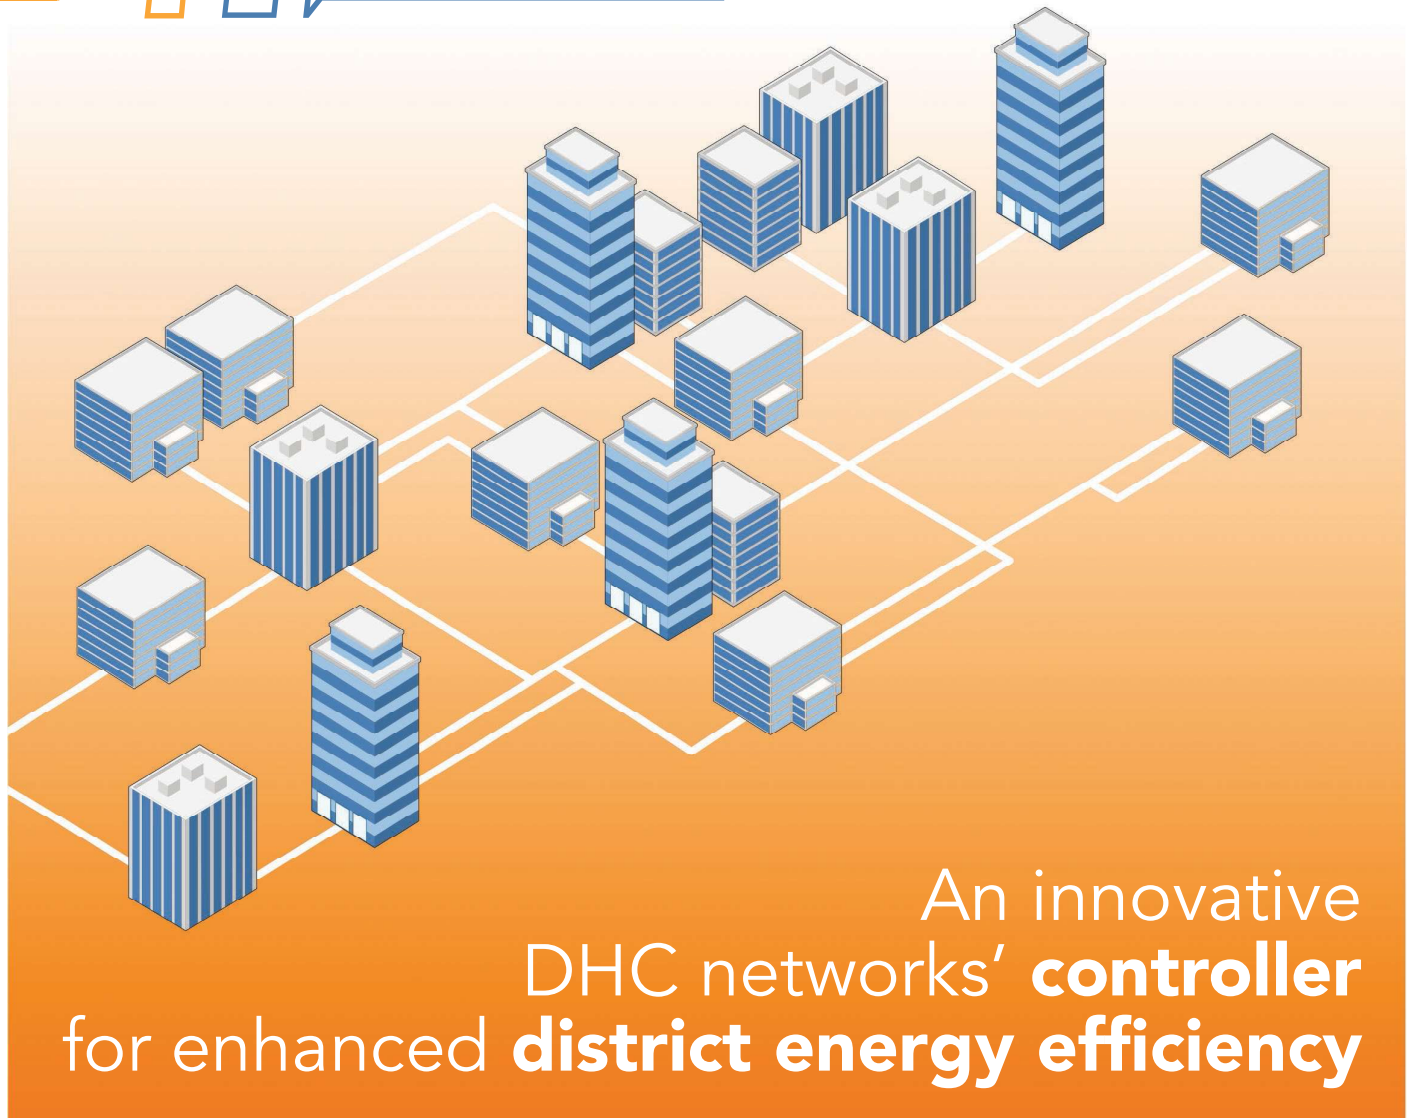 An innovative
DHC networks’ controller
for enhanced district energy efficiency